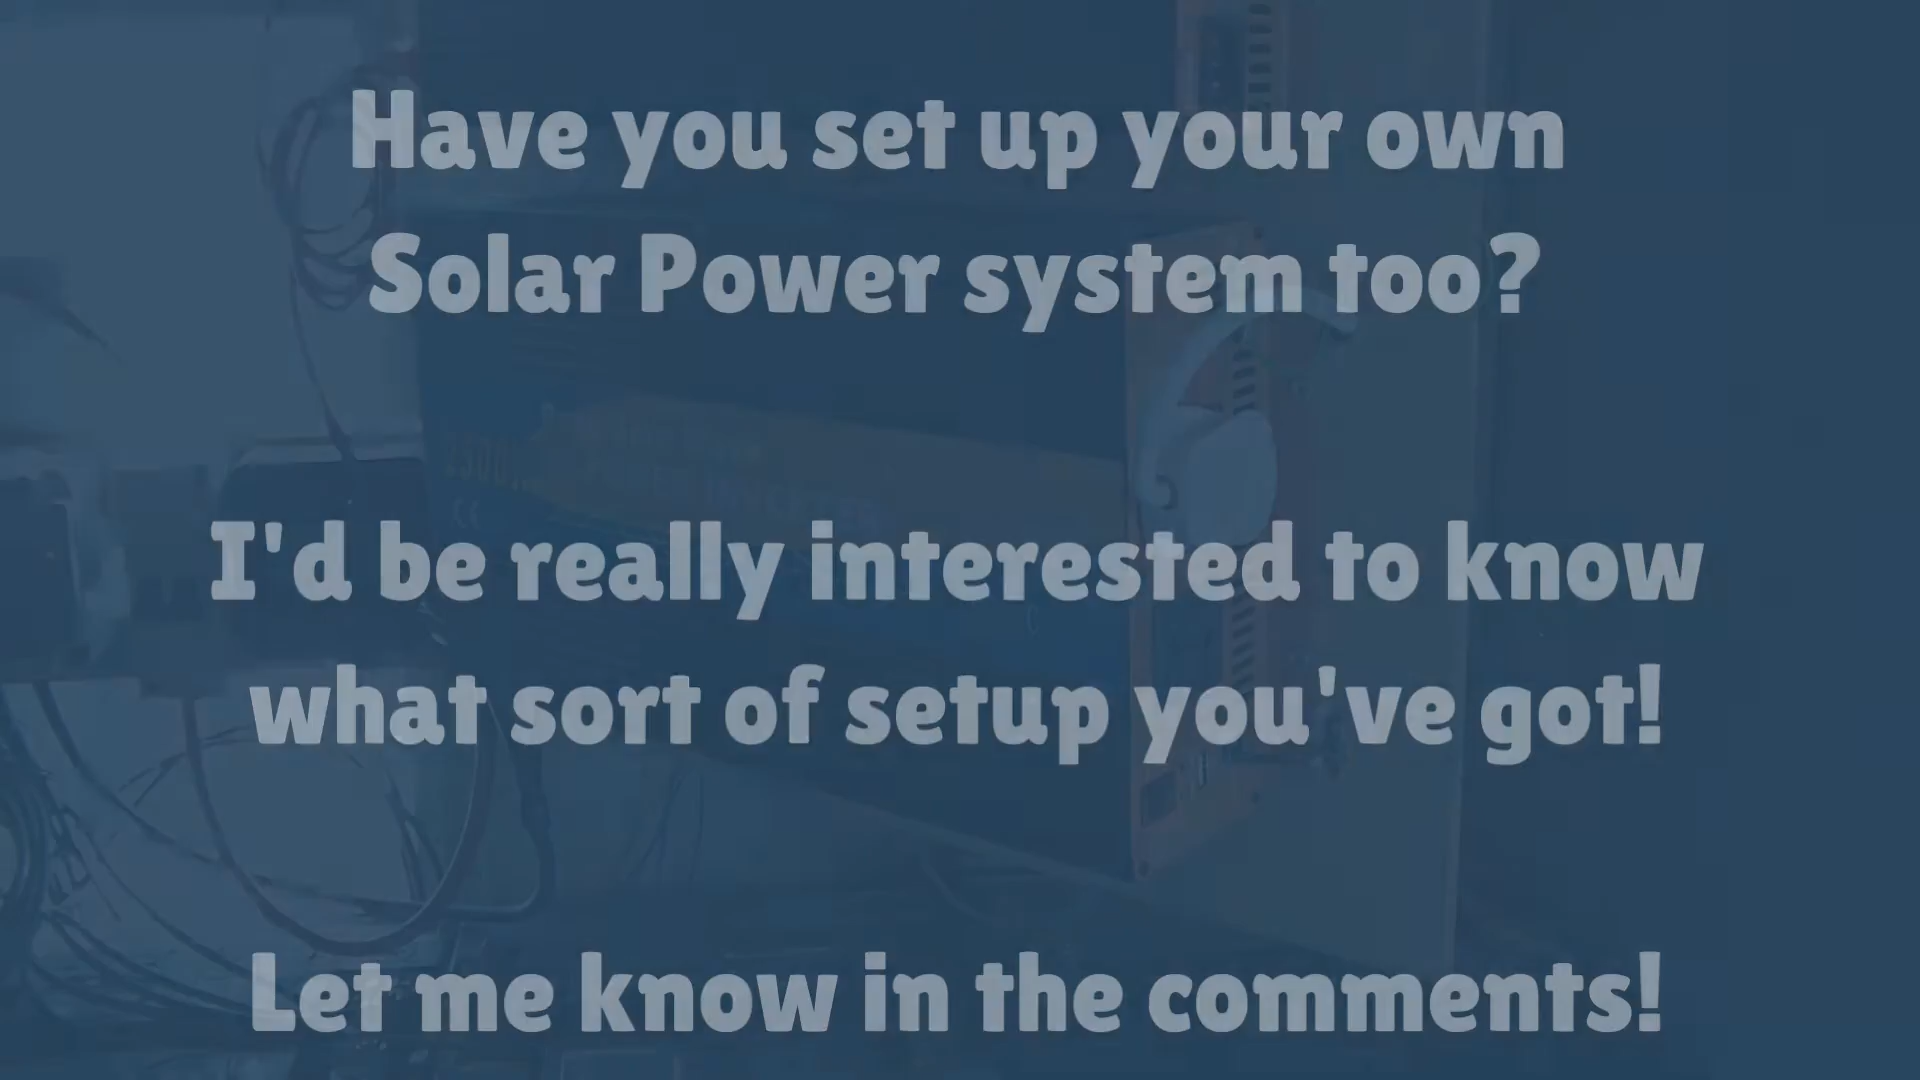 Have you set up your own
Solar Power system too?
I'd be really interested to know
what sort of setup you've got!
Let me know in the comments!